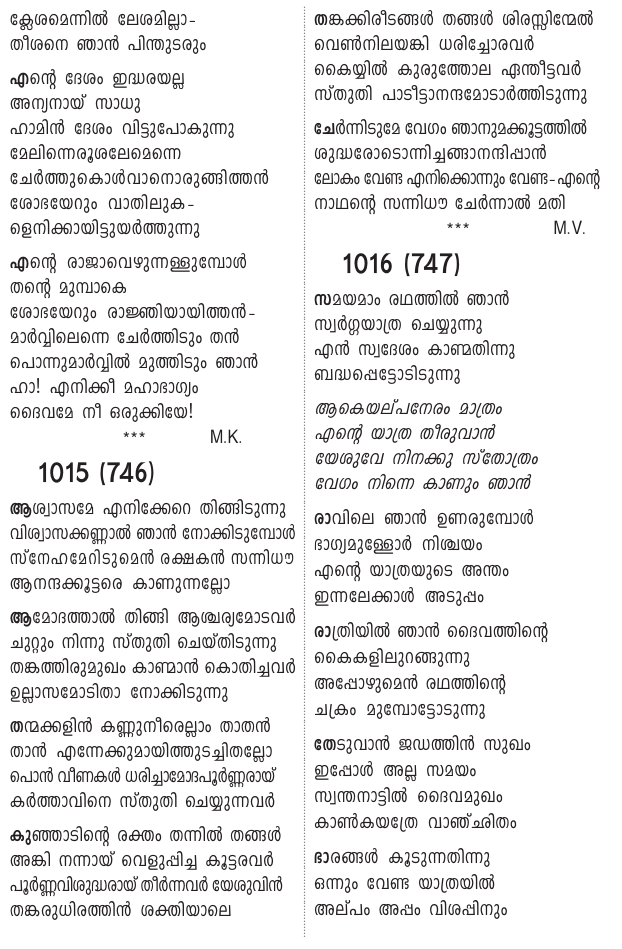 ക്ലേശമെന്നിൽ ലേശമില്ലാ-
തീശനെ ഞാൻ പിന്തുടരും
എന്റെ ദേശം ഇദ്ധരയല്ല
അന്യനായ് സാധു
ഹാമിൻ ദേശം വിട്ടുപോകുന്നു
മേലിന്നെരൂശലേമെന്നെ
ചേർത്തുകൊൾവാനൊരുങ്ങിത്തൻ
ശോഭയേറും വാതിലുക-
ളെനിക്കായിട്ടുയർത്തുന്നു
എന്റെ രാജാവെഴുന്നള്ളുമ്പോൾ
തന്റെ മുമ്പാകെ
ശോഭയേറും രാജ്ഞിയായിത്തൻ-
മാർവ്വിലെന്നെ ചേർത്തിടും തൻ
പൊന്നുമാർവ്വിൽ മുത്തിടും ഞാൻ
ഹാ! എനിക്കീ മഹാഭാഗ്യം
ദൈവമേ നീ ഒരുക്കിയേ!
*** M.K.
1015 (746)
ആശ്വാസമേ എനിക്കേറെ തിങ്ങിടുന്നു
വിശ്വാസക്കണ്ണാൽ ഞാൻ നോക്കിടുമ്പോൾ
സ്നേഹമേറിടുമെൻ രക്ഷകൻ സന്നിധൗ
ആനന്ദക്കൂട്ടരെ കാണുന്നല്ലോ
ആമോദത്താൽ തിങ്ങി ആശ്ചര്യമോടവർ
ചുറ്റും നിന്നു സ്തുതി ചെയ്തിടുന്നു
തങ്കത്തിരുമുഖം കാണ്മാൻ കൊതിച്ചവർ
ഉല്ലാസമോടിതാ നോക്കിടുന്നു
തന്മക്കളിൻ കണ്ണുനീരെല്ലാം താതൻ
താൻ എന്നേക്കുമായിത്തുടച്ചിതല്ലോ
പൊൻ വീണകൾ ധരിച്ചാമോദപൂർണ്ണരായ്
കർത്താവിനെ സ്തുതി ചെയ്യുന്നവർ
കുഞ്ഞാടിന്റെ രക്തം തന്നിൽ തങ്ങൾ
അങ്കി നന്നായ് വെളുപ്പിച്ച കൂട്ടരവർ
പൂർണ്ണവിശുദ്ധരായ് തീർന്നവർ യേശുവിൻ
തങ്കരുധിരത്തിൻ ശക്തിയാലെ
തങ്കക്കിരീടങ്ങൾ തങ്ങൾ ശിരസ്സിന്മേൽ
വെൺനിലയങ്കി ധരിച്ചോരവർ
കൈയ്യിൽ കുരുത്തോല ഏന്തീട്ടവർ
സ്തുതി പാടീട്ടാനന്ദമോടാർത്തിടുന്നു
ചേർന്നിടുമേ വേഗം ഞാനുമക്കൂട്ടത്തിൽ
ശുദ്ധരോടൊന്നിച്ചങ്ങാനന്ദിപ്പാൻ
ലോകം വേണ്ട എനിക്കൊന്നും വേണ്ട-എന്റെ
നാഥന്റെ സന്നിധൗ ചേർന്നാൽ മതി
*** M.V.
1016 (747)
സമയമാം രഥത്തിൽ ഞാൻ
സ്വർഗ്ഗയാത്ര ചെയ്യുന്നു
എൻ സ്വദേശം കാണ്മതിന്നു
ബദ്ധപ്പെട്ടോടിടുന്നു
ആകെയല്പനേരം മാത്രം
എന്റെ യാത്ര തീരുവാൻ
യേശുവേ നിനക്കു സ്തോത്രം
വേഗം നിന്നെ കാണും ഞാൻ
രാവിലെ ഞാൻ ഉണരുമ്പോൾ
ഭാഗ്യമുള്ളോർ നിശ്ചയം
എന്റെ യാത്രയുടെ അന്തം
ഇന്നലേക്കാൾ അടുപ്പം
രാത്രിയിൽ ഞാൻ ദൈവത്തിന്റെ
കൈകളിലുറങ്ങുന്നു
അപ്പോഴുമെൻ രഥത്തിന്റെ
ചക്രം മുമ്പോട്ടോടുന്നു
തേടുവാൻ ജഡത്തിൻ സുഖം
ഇപ്പോൾ അല്ല സമയം
സ്വന്തനാട്ടിൽ ദൈവമുഖം
കാൺകയത്രേ വാഞ്ഛിതം
ഭാരങ്ങൾ കൂടുന്നതിന്നു
ഒന്നും വേണ്ട യാത്രയിൽ
അല്പം അപ്പം വിശപ്പിനും